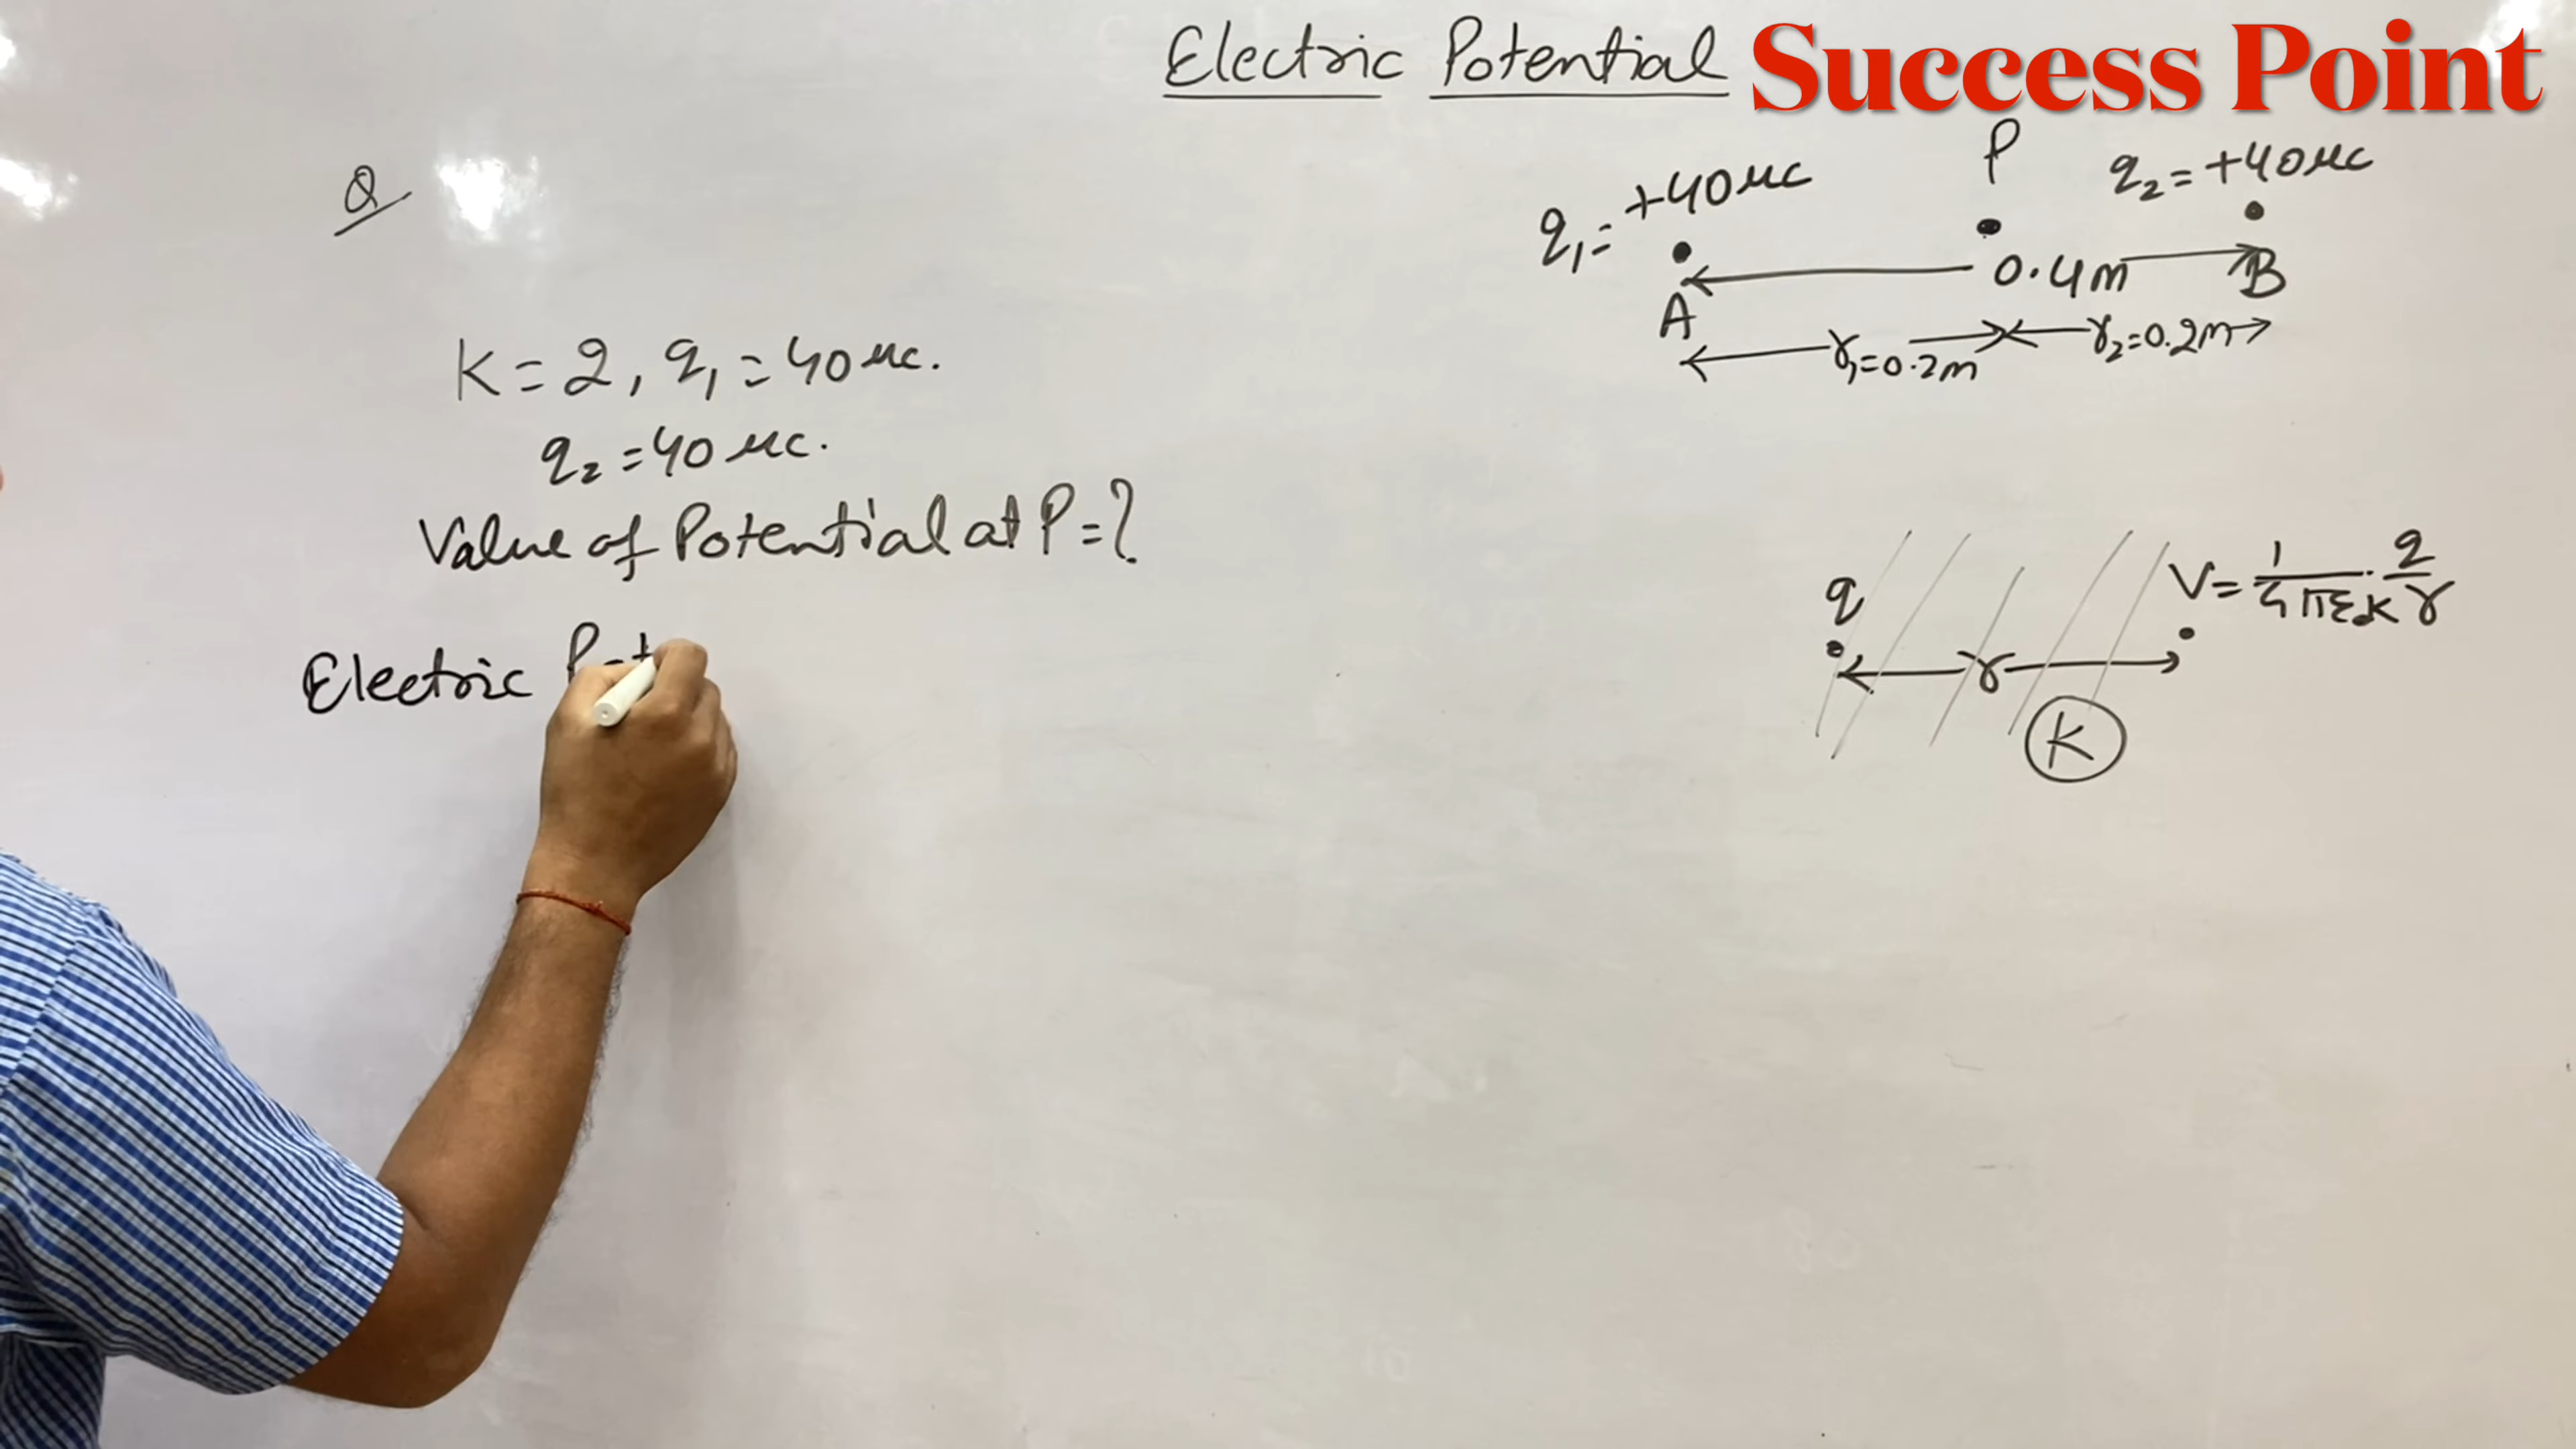 Electric Potential
Success Point
Q
K = 2, q₁ = 40 μc.
q₂ = 40 μc.
Value of Potential at P = ?
Electric Pot
P
q₁ = +40 μc
q₂ = +40 μc
0.4m
A
B
r₁=0.2m
r₂=0.2m
q
V = 1/4πε₀K · q/r
r
K